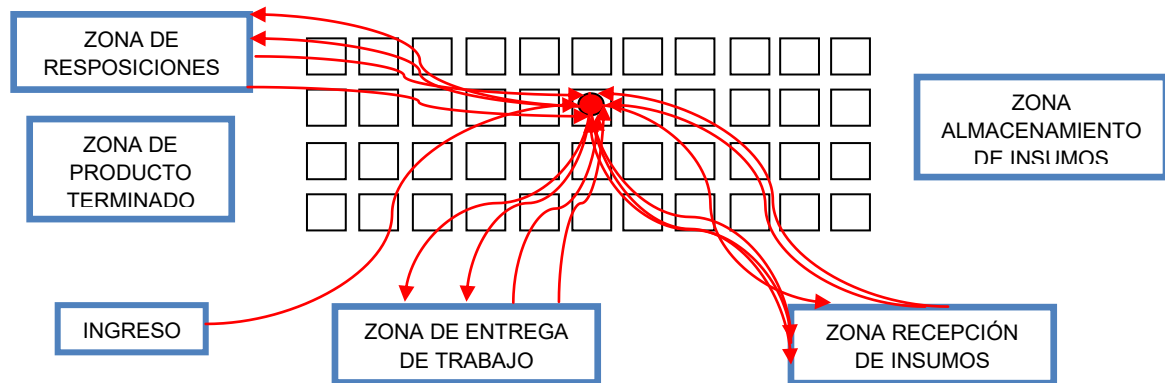 ZONA DE
RESPOSICIONES
ZONA
ALMACENAMIENTO
DE INSUMOS
ZONA DE
PRODUCTO
TERMINADO
INGRESO
ZONA DE ENTREGA
DE TRABAJO
ZONA RECEPCIÓN
DE INSUMOS